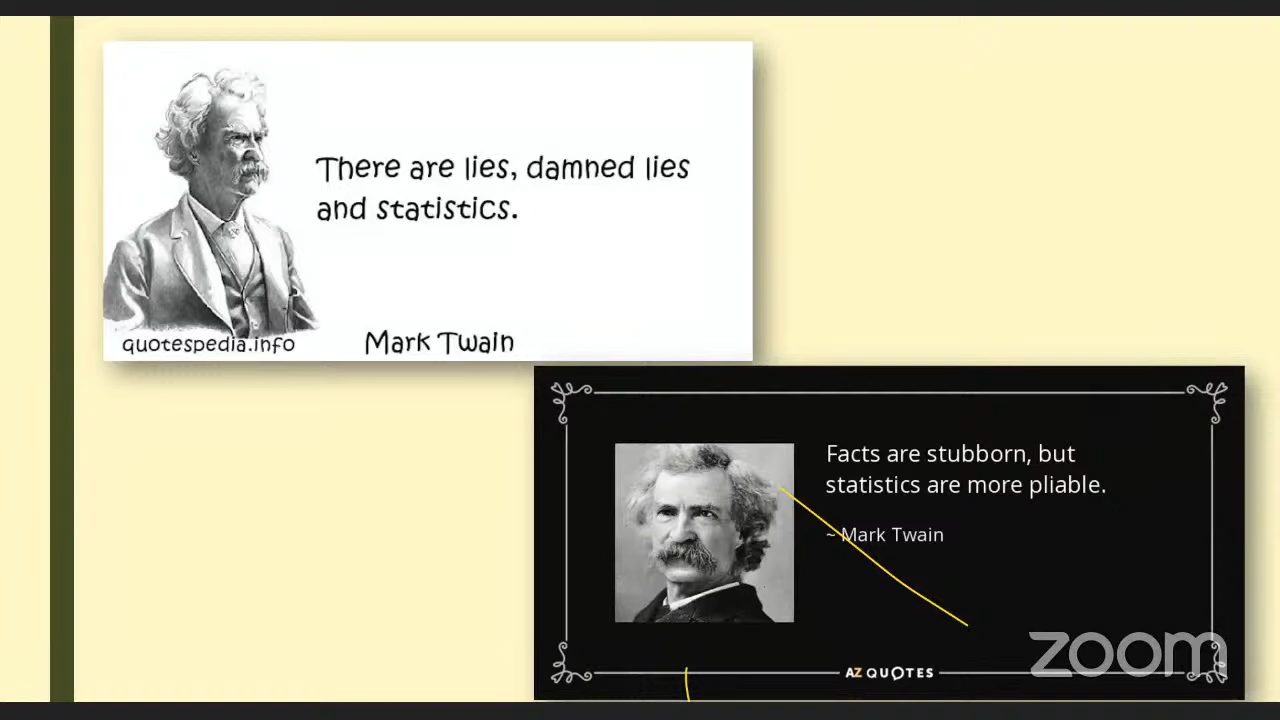 There are lies, damned lies
and statistics.
quotespedia.info
Mark Twain
Facts are stubborn, but
statistics are more pliable.
~ Mark Twain
AZ QUOTES
zoom